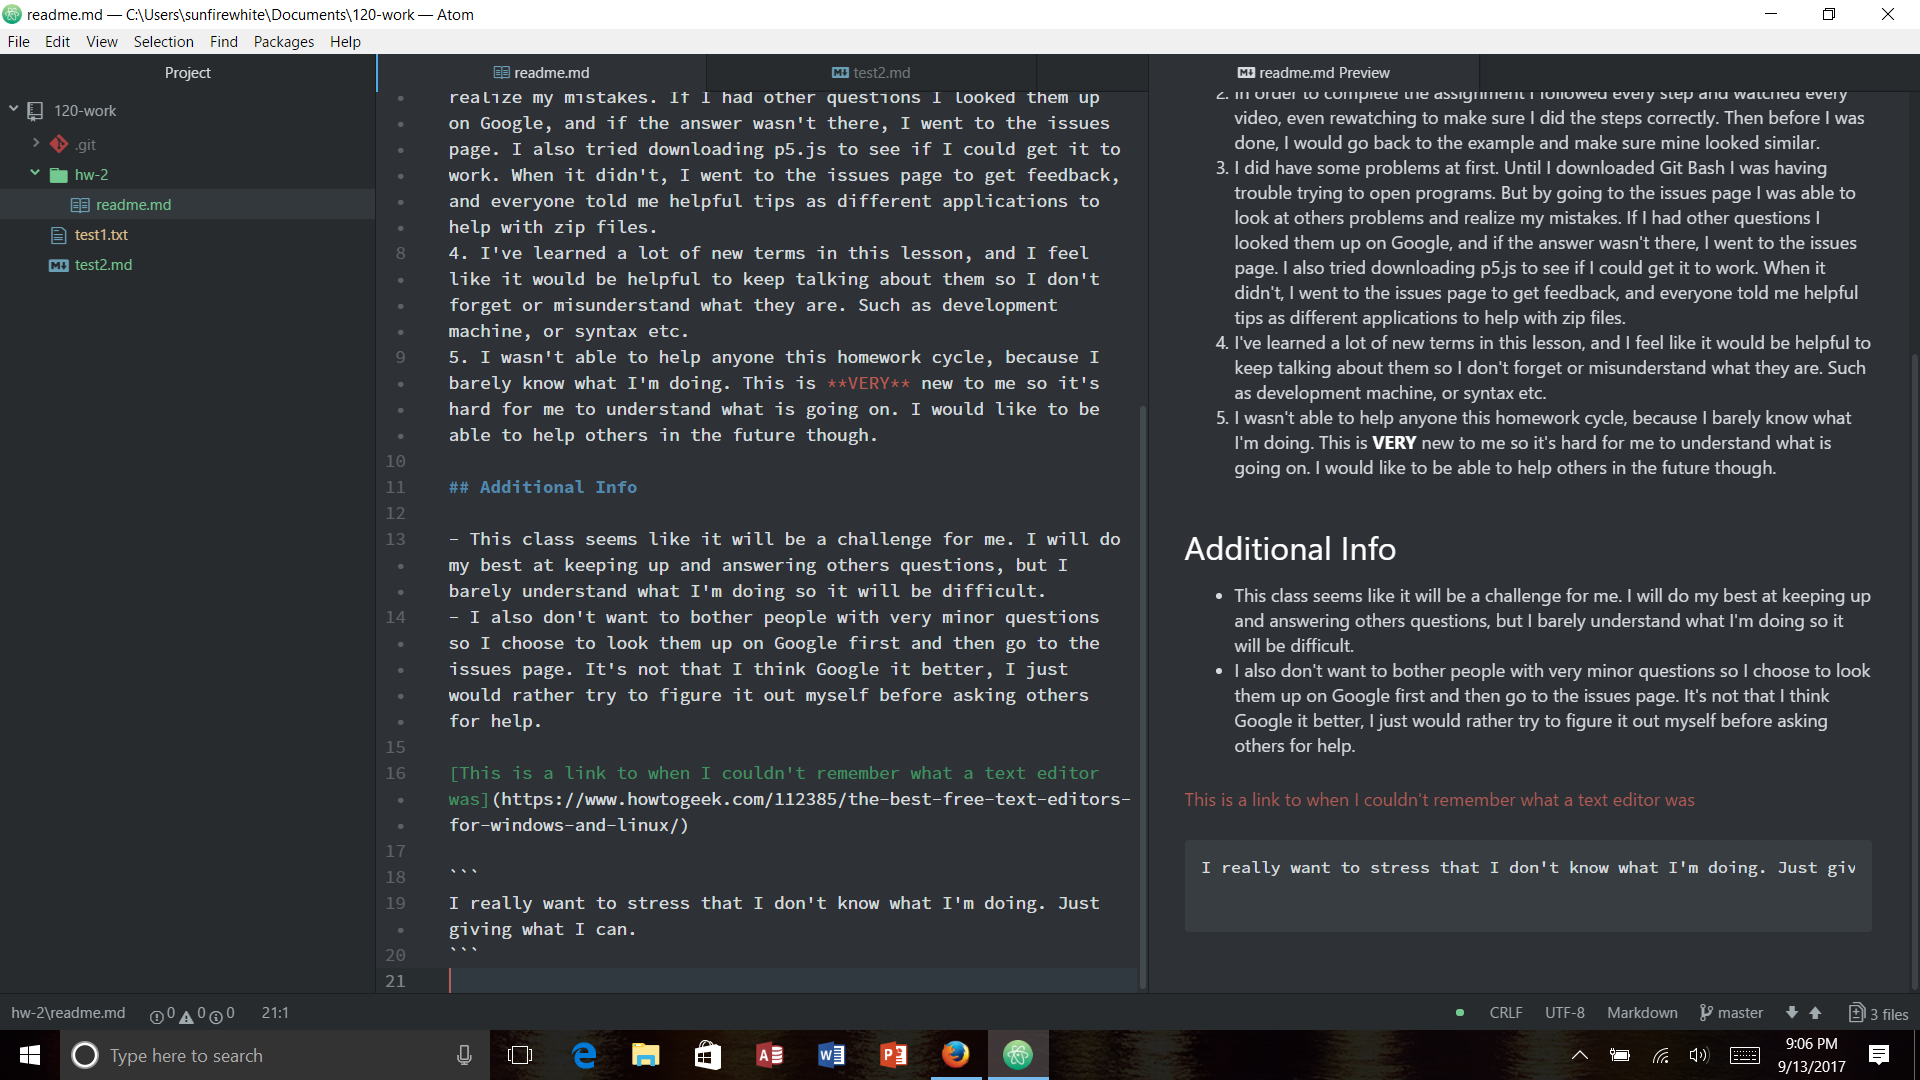 readme.md — C:\Users\sunfirewhite\Documents\120-work — Atom
File Edit View Selection Find Packages Help
Project
120-work
.git
hw-2
readme.md
test1.txt
test2.md
readme.md
test2.md
realize my mistakes. If I had other questions I looked them up
on Google, and if the answer wasn't there, I went to the issues
page. I also tried downloading p5.js to see if I could get it to
work. When it didn't, I went to the issues page to get feedback,
and everyone told me helpful tips as different applications to
help with zip files.
8 4. I've learned a lot of new terms in this lesson, and I feel
like it would be helpful to keep talking about them so I don't
forget or misunderstand what they are. Such as development
machine, or syntax etc.
9 5. I wasn't able to help anyone this homework cycle, because I
barely know what I'm doing. This is **VERY** new to me so it's
hard for me to understand what is going on. I would like to be
able to help others in the future though.
10
11 ## Additional Info
12
13 - This class seems like it will be a challenge for me. I will do
my best at keeping up and answering others questions, but I
barely understand what I'm doing so it will be difficult.
14 - I also don't want to bother people with very minor questions
so I choose to look them up on Google first and then go to the
issues page. It's not that I think Google it better, I just
would rather try to figure it out myself before asking others
for help.
15
16 [This is a link to when I couldn't remember what a text editor
was](https://www.howtogeek.com/112385/the-best-free-text-editors-
for-windows-and-linux/)
17
18 ```
19 I really want to stress that I don't know what I'm doing. Just
giving what I can.
20 ```
21
readme.md Preview
2. In order to complete the assignment I followed every step and watched every
video, even rewatching to make sure I did the steps correctly. Then before I was
done, I would go back to the example and make sure mine looked similar.
3. I did have some problems at first. Until I downloaded Git Bash I was having
trouble trying to open programs. But by going to the issues page I was able to
look at others problems and realize my mistakes. If I had other questions I
looked them up on Google, and if the answer wasn't there, I went to the issues
page. I also tried downloading p5.js to see if I could get it to work. When it
didn't, I went to the issues page to get feedback, and everyone told me helpful
tips as different applications to help with zip files.
4. I've learned a lot of new terms in this lesson, and I feel like it would be helpful to
keep talking about them so I don't forget or misunderstand what they are. Such
as development machine, or syntax etc.
5. I wasn't able to help anyone this homework cycle, because I barely know what
I'm doing. This is VERY new to me so it's hard for me to understand what is
going on. I would like to be able to help others in the future though.
Additional Info
• This class seems like it will be a challenge for me. I will do my best at keeping up
and answering others questions, but I barely understand what I'm doing so it
will be difficult.
• I also don't want to bother people with very minor questions so I choose to look
them up on Google first and then go to the issues page. It's not that I think
Google it better, I just would rather try to figure it out myself before asking
others for help.
This is a link to when I couldn't remember what a text editor was
I really want to stress that I don't know what I'm doing. Just giv
hw-2\readme.md 0 0 0 21:1
CRLF UTF-8 Markdown master 3 files
Type here to search
9:06 PM
9/13/2017